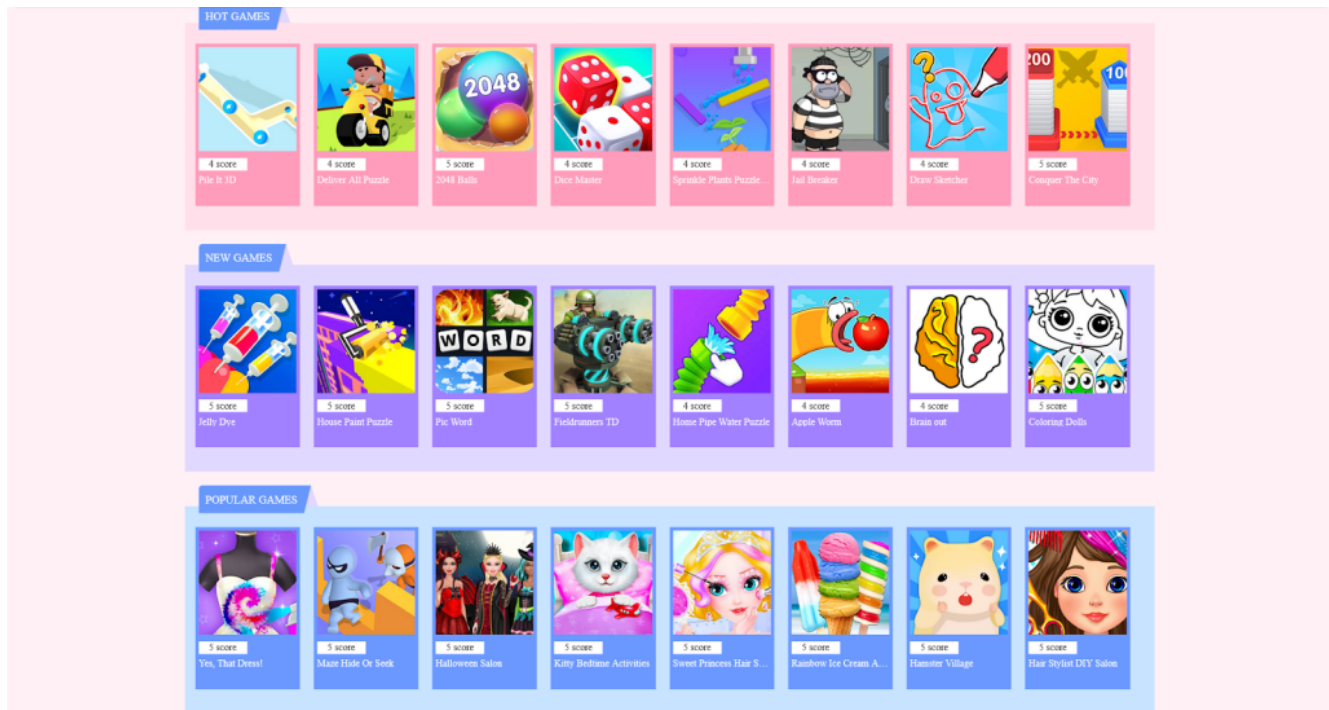 HOT GAMES
2048
200
100
4 score
4 score
5 score
4 score
4 score
4 score
4 score
5 score
Pile It 3D
Deliver All Puzzle
2048 Balls
Dice Master
Sprinkle Plants Puzzle...
Jail Breaker
Draw Sketcher
Conquer The City
NEW GAMES
WORD
5 score
5 score
5 score
5 score
4 score
4 score
4 score
5 score
Jelly Dye
House Paint Puzzle
Pic Word
Fieldrunners TD
Home Pipe Water Puzzle
Apple Worm
Brain out
Coloring Dolls
POPULAR GAMES
5 score
5 score
5 score
5 score
5 score
5 score
5 score
5 score
Yes, That Dress!
Maze Hide Or Seek
Halloween Salon
Kitty Bedtime Activities
Sweet Princess Hair S...
Rainbow Ice Cream A...
Hamster Village
Hair Stylist DIY Salon